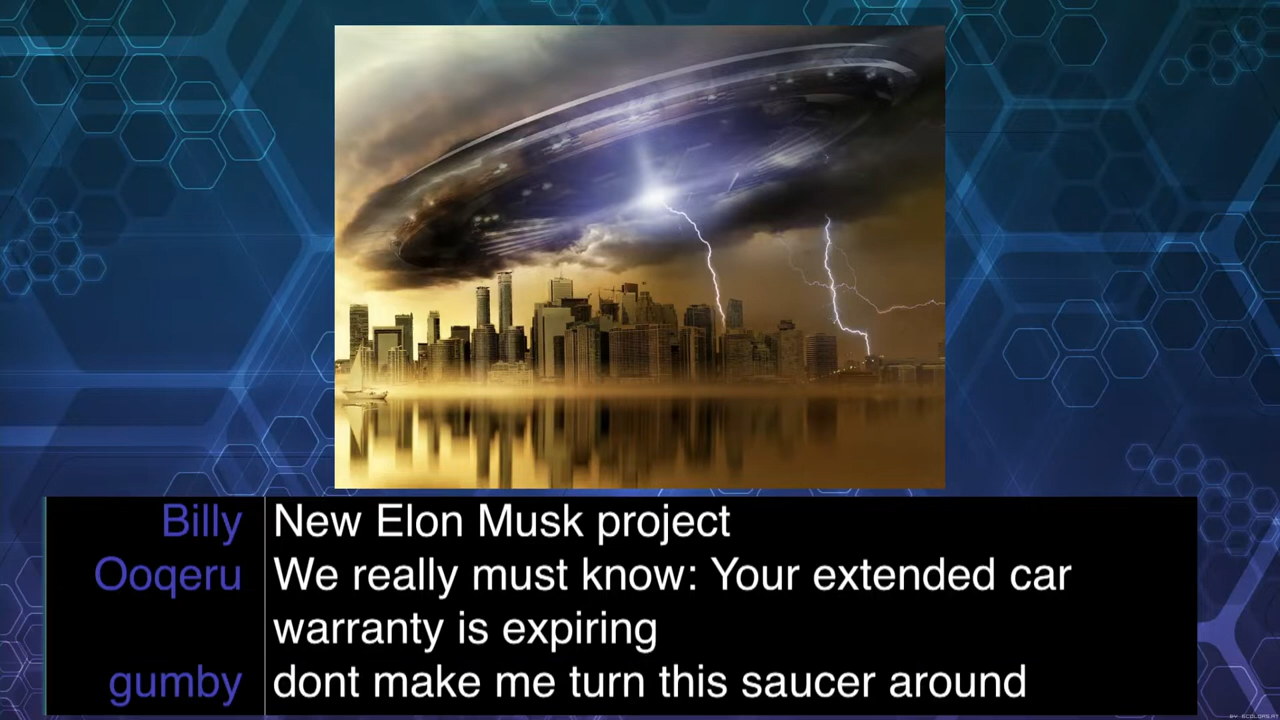 Billy New Elon Musk project
Ooqeru We really must know: Your extended car
warranty is expiring
gumby dont make me turn this saucer around